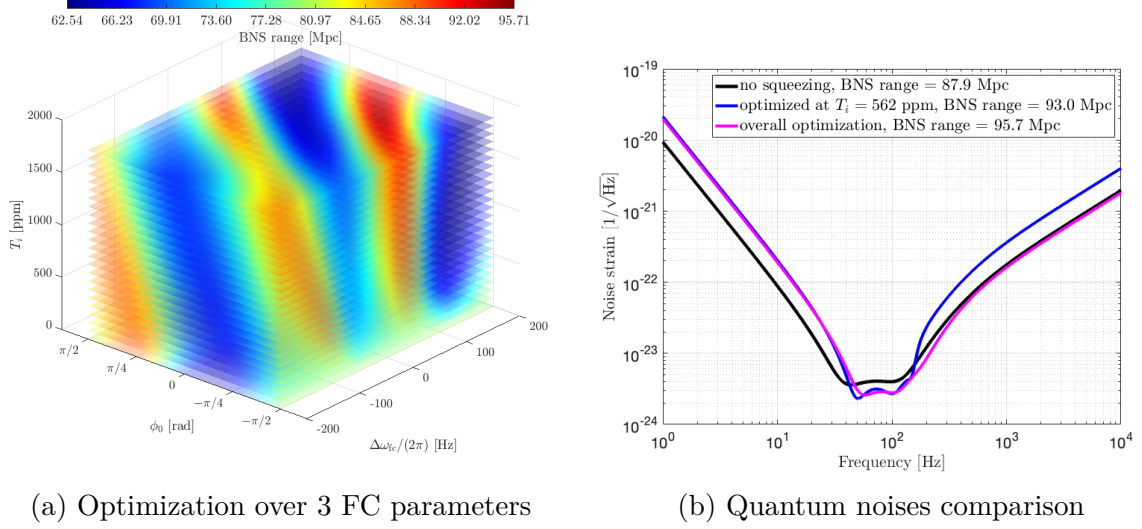 62.54 66.23 69.91 73.60 77.28 80.97 84.65 88.34 92.02 95.71
BNS range [Mpc]
2000
1500
1000
500
0
T_i [ppm]
π/2
π/4
0
−π/4
−π/2
ϕ_0 [rad]
-200
-100
0
100
200
Δω_fc/(2π) [Hz]
(a) Optimization over 3 FC parameters
no squeezing, BNS range = 87.9 Mpc
optimized at T_i = 562 ppm, BNS range = 93.0 Mpc
overall optimization, BNS range = 95.7 Mpc
10^-19
10^-20
10^-21
10^-22
10^-23
10^-24
Noise strain [1/√Hz]
10^0 10^1 10^2 10^3 10^4
Frequency [Hz]
(b) Quantum noises comparison